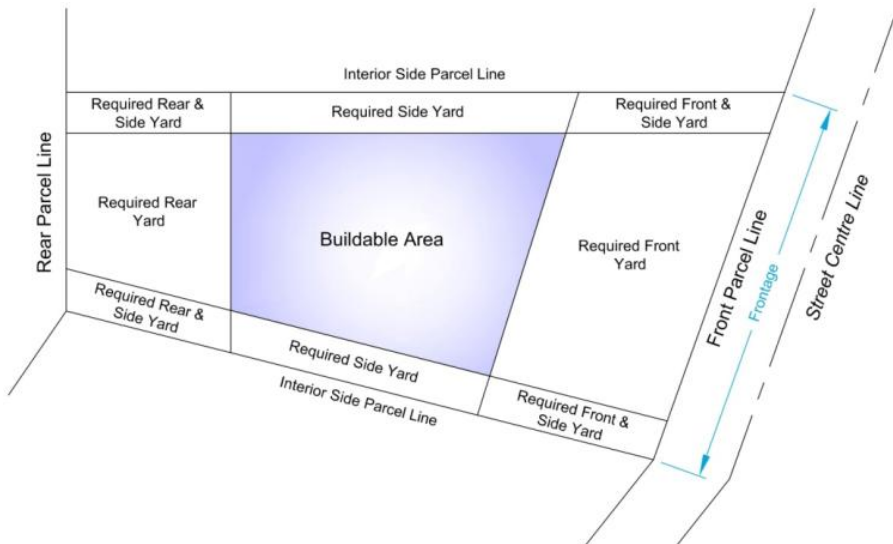 Interior Side Parcel Line
Required Rear &
Side Yard
Required Side Yard
Required Front &
Side Yard
Rear Parcel Line
Required Rear
Yard
Buildable Area
Required Front
Yard
Front Parcel Line
Frontage
Street Centre Line
Required Rear &
Side Yard
Required Side Yard
Interior Side Parcel Line
Required Front &
Side Yard